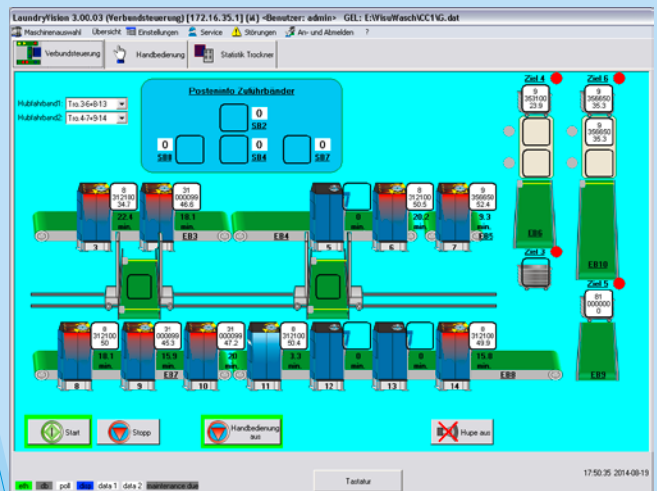 LaundryVision 3.00.03 (Verbundsteuerung) [172.16.35.1] (vL) <Benutzer: admin> GEL: E:\VisuWasch\CC1\G.dat
Maschinenauswahl Übersicht Einstellungen Service Störungen An- und Abmelden ?
Verbundsteuerung Handbedienung Statistik Trockner
Hubfahrband1: Tro.3-6+8-13
Hubfahrband2: Tro.4-7+9-14
Posteninfo Zuführbänder
0
SB2
0 0 0
SB4 SB7
Ziel 4 Ziel 6
9 9
353100 356650
23.9 35.3
9
356650
35.3
8 31 8 9
312100 000099 312100 356650
34.7 46.6 50.5 52.4
22.4 18.1 0 20.2 9.3
min. min. min. min. min.
3 EB3 EB4 5 6 7 EB5
EB6
EB10
Ziel 3
Ziel 5
81
000000
0
EB9
8 31 31 8 9
312100 000099 000099 312100 312100
50 45.3 47.2 50.4 49.9
18.1 15.9 20 3.3 0 0 15.8
min. min. min. min. min. min. min.
8 9 EB7 10 11 12 13 14 EB8
Start Stopp Handbedienung
aus Hupe aus
eth. db poll dxg data 1 data 2 maintenance due Tastatur 17:50:35 2014-08-19